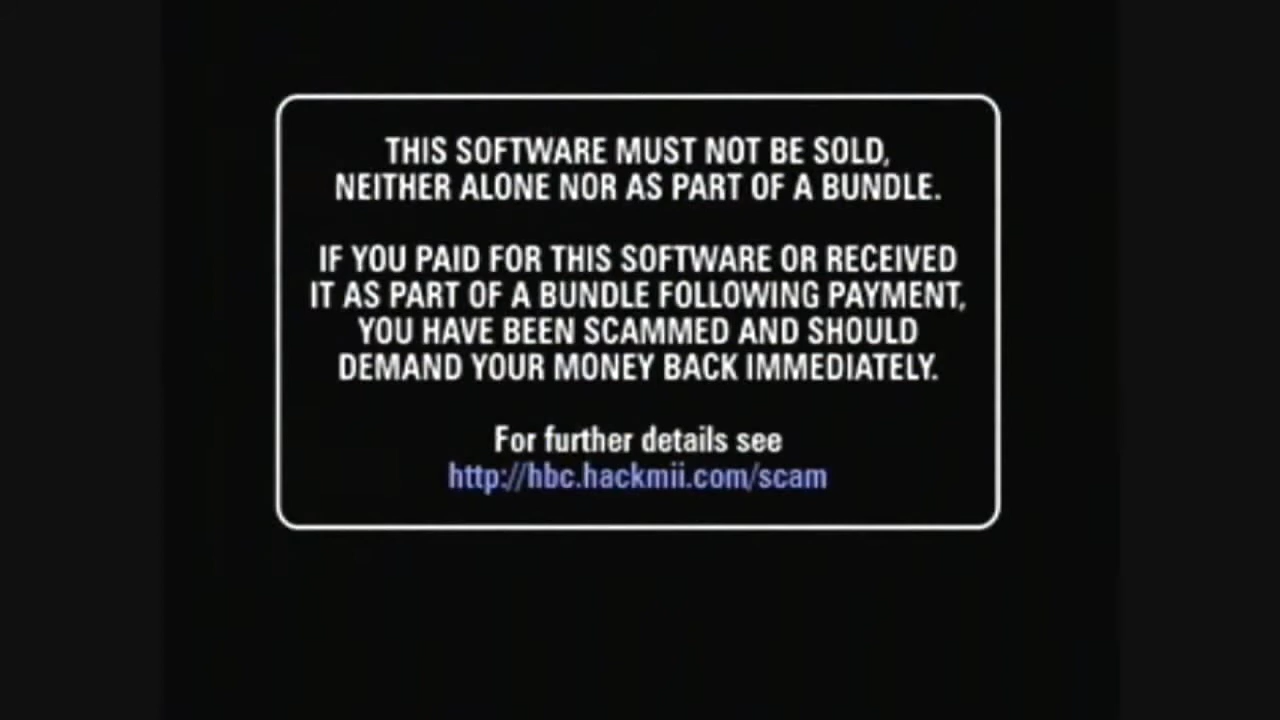 THIS SOFTWARE MUST NOT BE SOLD,
NEITHER ALONE NOR AS PART OF A BUNDLE.
IF YOU PAID FOR THIS SOFTWARE OR RECEIVED
IT AS PART OF A BUNDLE FOLLOWING PAYMENT,
YOU HAVE BEEN SCAMMED AND SHOULD
DEMAND YOUR MONEY BACK IMMEDIATELY.
For further details see
http://hbc.hackmii.com/scam